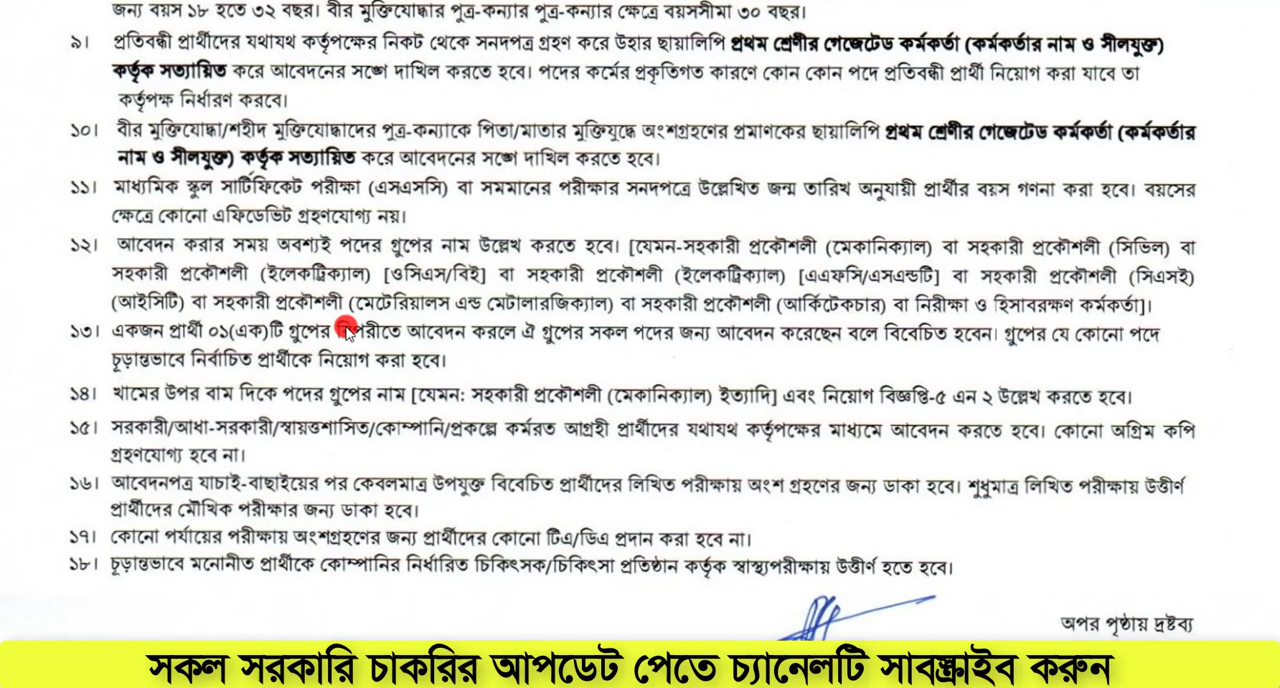 জন্য বয়স ১৮ হতে ৩২ বছর। বীর মুক্তিযোদ্ধার পুত্র-কন্যার পুত্র-কন্যার ক্ষেত্রে বয়সসীমা ৩০ বছর।
৯। প্রতিবন্ধী প্রার্থীদের যথাযথ কর্তৃপক্ষের নিকট থেকে সনদপত্র গ্রহণ করে উহার ছায়ালিপি প্রথম শ্রেণীর গেজেটেড কর্মকর্তা (কর্মকর্তার নাম ও সীলযুক্ত)
কর্তৃক সত্যায়িত করে আবেদনের সঙ্গে দাখিল করতে হবে। পদের কর্মের প্রকৃতিগত কারণে কোন কোন পদে প্রতিবন্ধী প্রার্থী নিয়োগ করা যাবে তা
কর্তৃপক্ষ নির্ধারণ করবে।
১০। বীর মুক্তিযোদ্ধা/শহীদ মুক্তিযোদ্ধাদের পুত্র-কন্যাকে পিতা/মাতার মুক্তিযুদ্ধে অংশগ্রহণের প্রমাণকের ছায়ালিপি প্রথম শ্রেণীর গেজেটেড কর্মকর্তা (কর্মকর্তার
নাম ও সীলযুক্ত) কর্তৃক সত্যায়িত করে আবেদনের সঙ্গে দাখিল করতে হবে।
১১। মাধ্যমিক স্কুল সার্টিফিকেট পরীক্ষা (এসএসসি) বা সমমানের পরীক্ষার সনদপত্রে উল্লেখিত জন্ম তারিখ অনুযায়ী প্রার্থীর বয়স গণনা করা হবে। বয়সের
ক্ষেত্রে কোনো এফিডেভিট গ্রহণযোগ্য নয়।
১২। আবেদন করার সময় অবশ্যই পদের গ্রুপের নাম উল্লেখ করতে হবে। [যেমন-সহকারী প্রকৌশলী (মেকানিক্যাল) বা সহকারী প্রকৌশলী (সিভিল) বা
সহকারী প্রকৌশলী (ইলেকট্রিক্যাল) [ওসিএস/বিই] বা সহকারী প্রকৌশলী (ইলেকট্রিক্যাল) [এএফসি/এসএন্ডটি] বা সহকারী প্রকৌশলী (সিএসই)
(আইসিটি) বা সহকারী প্রকৌশলী (মেটেরিয়ালস এন্ড মেটালারজিক্যাল) বা সহকারী প্রকৌশলী (আর্কিটেকচার) বা নিরীক্ষা ও হিসাবরক্ষণ কর্মকর্তা]।
১৩। একজন প্রার্থী ০১(এক)টি গ্রুপের বিপরীতে আবেদন করলে ঐ গ্রুপের সকল পদের জন্য আবেদন করেছেন বলে বিবেচিত হবেন। গ্রুপের যে কোনো পদে
চূড়ান্তভাবে নির্বাচিত প্রার্থীকে নিয়োগ করা হবে।
১৪। খামের উপর বাম দিকে পদের গ্রুপের নাম [যেমন: সহকারী প্রকৌশলী (মেকানিক্যাল) ইত্যাদি] এবং নিয়োগ বিজ্ঞপ্তি-৫ এন ২ উল্লেখ করতে হবে।
১৫। সরকারী/আধা-সরকারী/স্বায়ত্তশাসিত/কোম্পানি/প্রকল্পে কর্মরত আগ্রহী প্রার্থীদের যথাযথ কর্তৃপক্ষের মাধ্যমে আবেদন করতে হবে। কোনো অগ্রিম কপি
গ্রহণযোগ্য হবে না।
১৬। আবেদনপত্র যাচাই-বাছাইয়ের পর কেবলমাত্র উপযুক্ত বিবেচিত প্রার্থীদের লিখিত পরীক্ষায় অংশ গ্রহণের জন্য ডাকা হবে। শুধুমাত্র লিখিত পরীক্ষায় উত্তীর্ণ
প্রার্থীদের মৌখিক পরীক্ষার জন্য ডাকা হবে।
১৭। কোনো পর্যায়ের পরীক্ষায় অংশগ্রহণের জন্য প্রার্থীদের কোনো টিএ/ডিএ প্রদান করা হবে না।
১৮। চূড়ান্তভাবে মনোনীত প্রার্থীকে কোম্পানির নির্ধারিত চিকিৎসক/চিকিৎসা প্রতিষ্ঠান কর্তৃক স্বাস্থ্যপরীক্ষায় উত্তীর্ণ হতে হবে।
অপর পৃষ্ঠায় দ্রষ্টব্য
সকল সরকারি চাকরির আপডেট পেতে চ্যানেলটি সাবস্ক্রাইব করুন